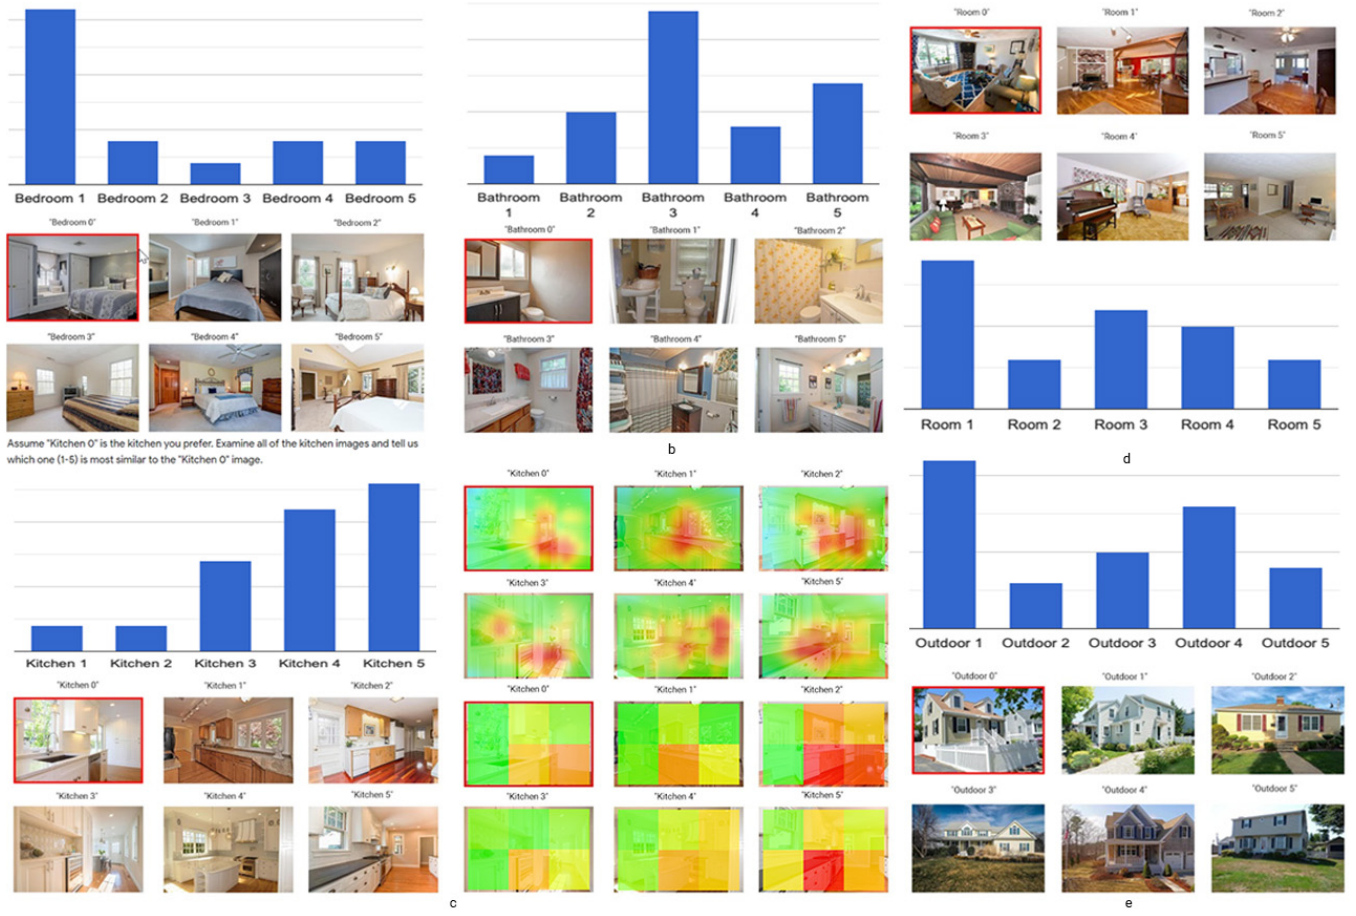 Bedroom 1 Bedroom 2 Bedroom 3 Bedroom 4 Bedroom 5
"Bedroom 0" "Bedroom 1" "Bedroom 2"
"Bedroom 3" "Bedroom 4" "Bedroom 5"
Assume "Kitchen 0" is the kitchen you prefer. Examine all of the kitchen images and tell us
which one (1-5) is most similar to the "Kitchen 0" image.
Kitchen 1 Kitchen 2 Kitchen 3 Kitchen 4 Kitchen 5
"Kitchen 0" "Kitchen 1" "Kitchen 2"
"Kitchen 3" "Kitchen 4" "Kitchen 5"
Bathroom Bathroom Bathroom Bathroom Bathroom
1 2 3 4 5
"Bathroom 0" "Bathroom 1" "Bathroom 2"
"Bathroom 3" "Bathroom 4" "Bathroom 5"
b
"Kitchen 0" "Kitchen 1" "Kitchen 2"
"Kitchen 3" "Kitchen 4" "Kitchen 5"
"Kitchen 0" "Kitchen 1" "Kitchen 2"
"Kitchen 3" "Kitchen 4" "Kitchen 5"
c
"Room 0" "Room 1" "Room 2"
"Room 3" "Room 4" "Room 5"
Room 1 Room 2 Room 3 Room 4 Room 5
d
Outdoor 1 Outdoor 2 Outdoor 3 Outdoor 4 Outdoor 5
"Outdoor 0" "Outdoor 1" "Outdoor 2"
"Outdoor 3" "Outdoor 4" "Outdoor 5"
e